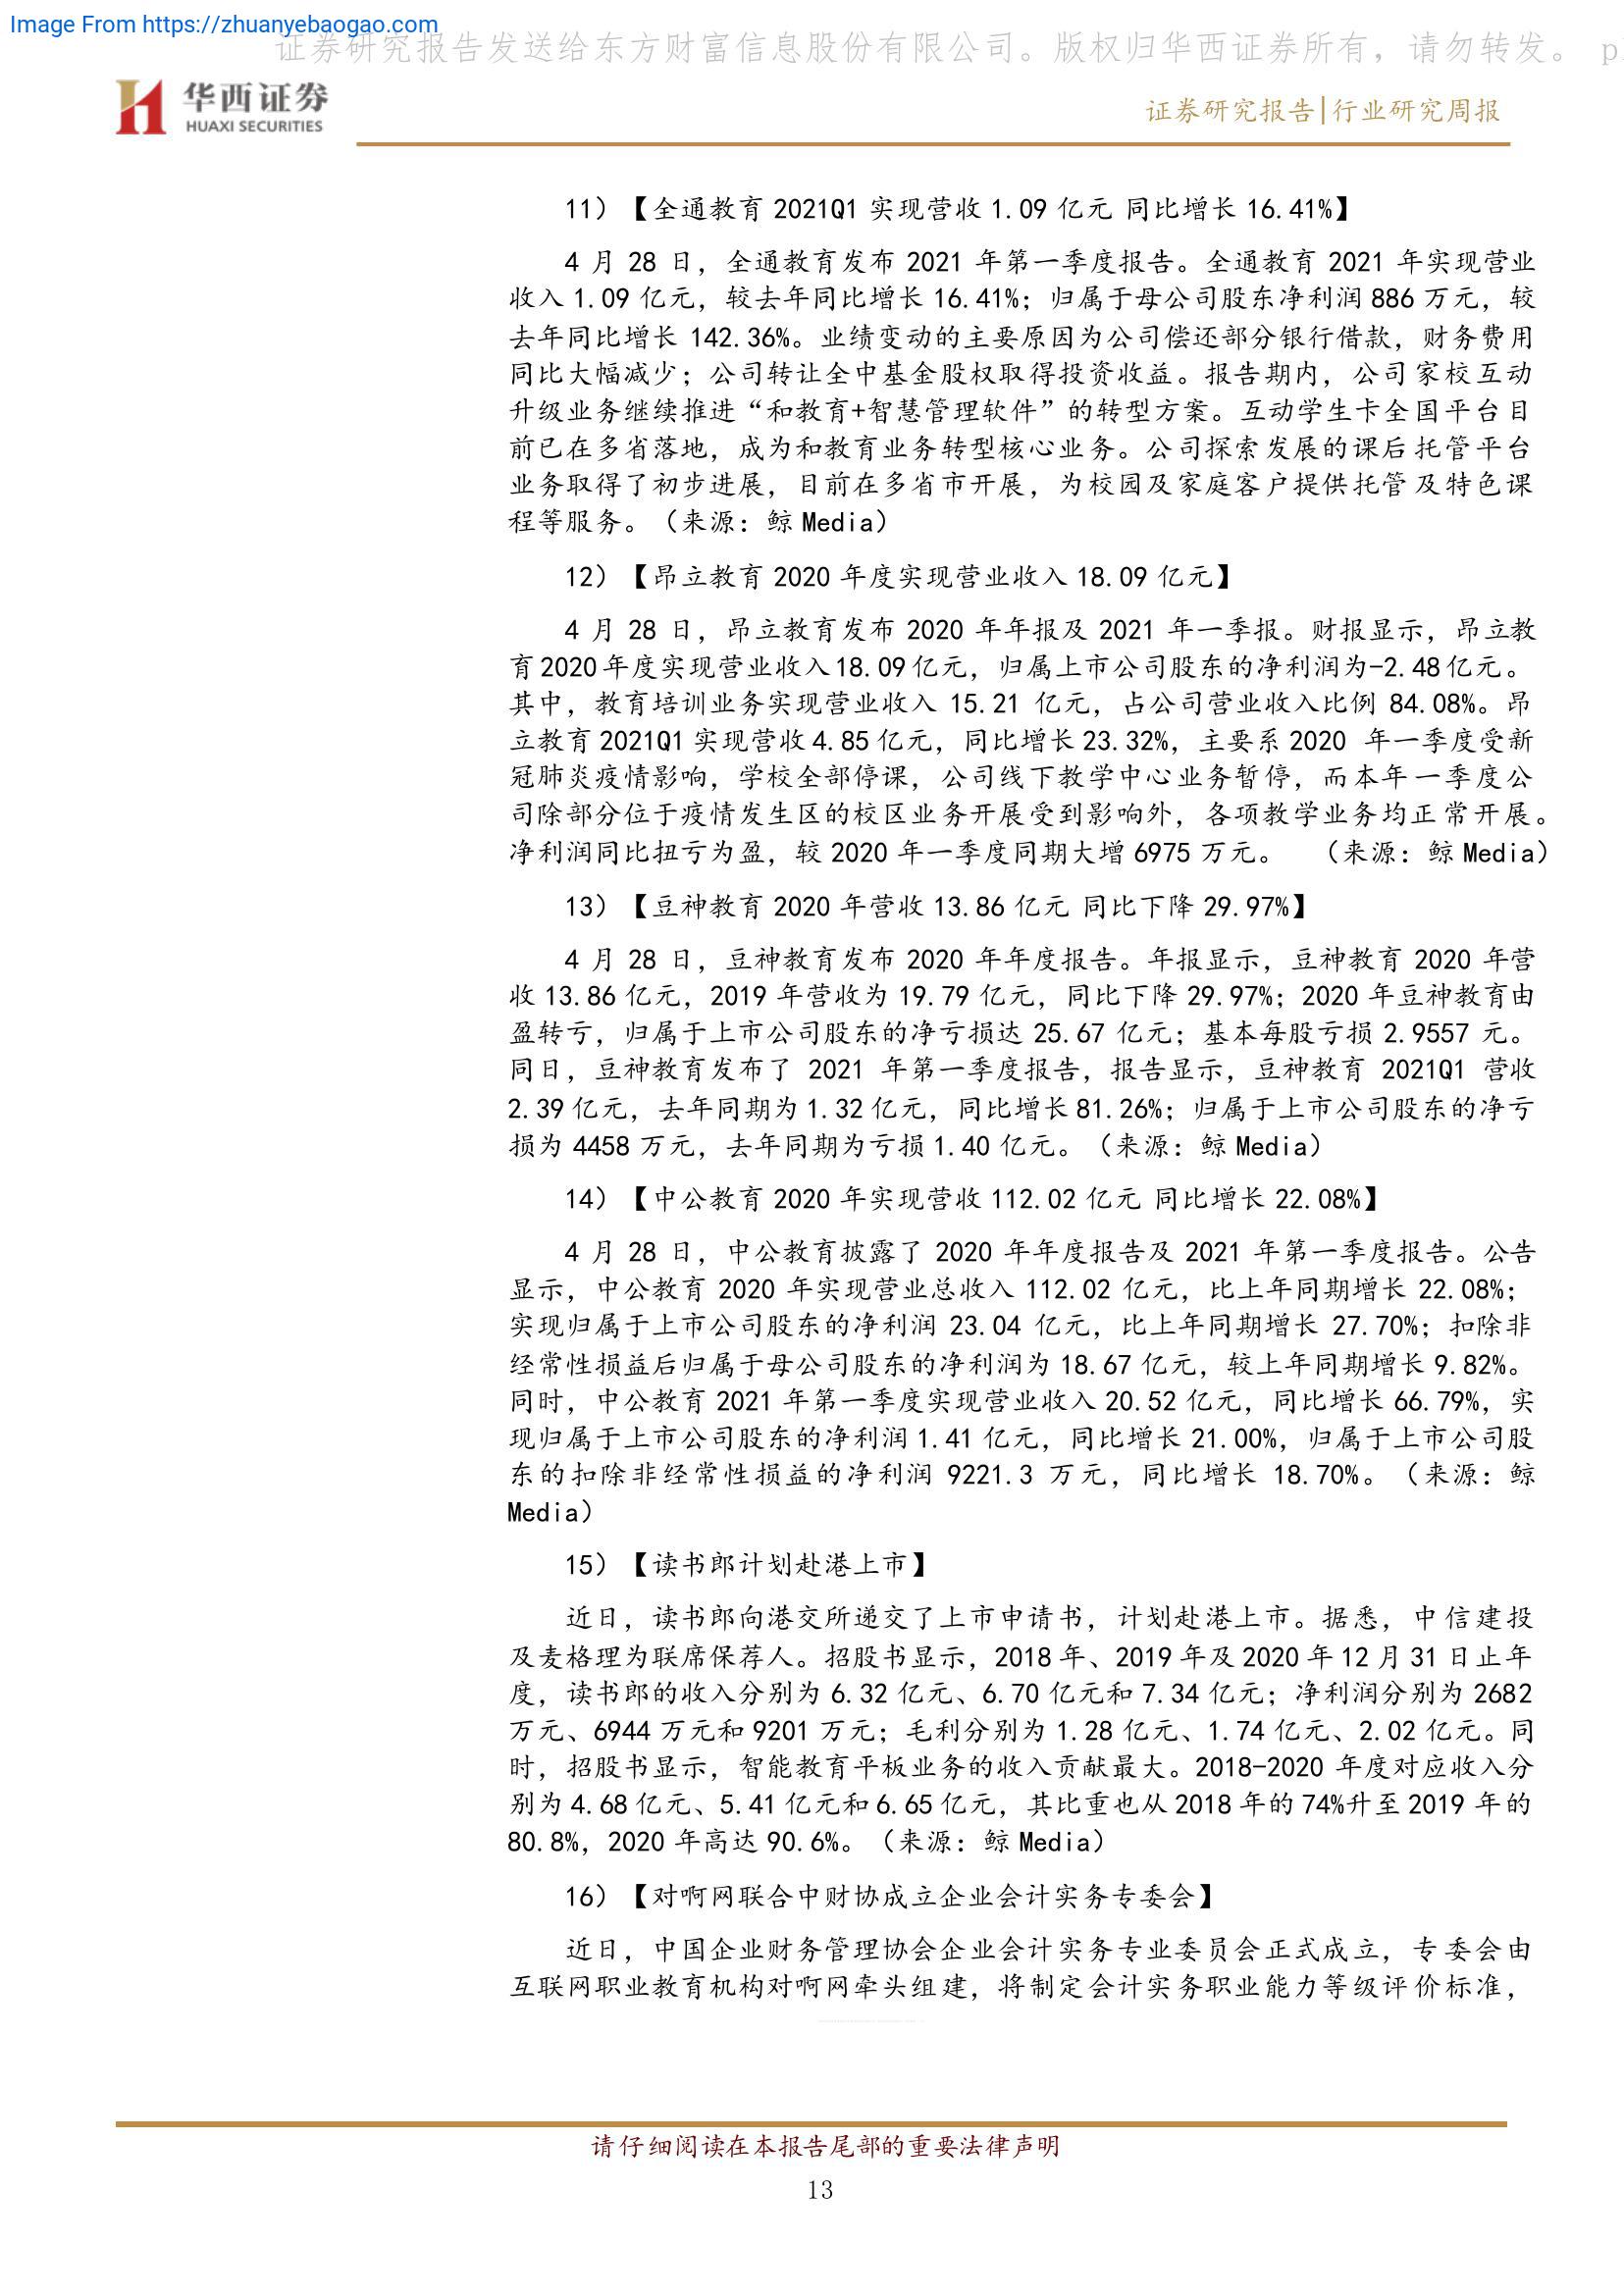 Image From https://zhuanyebaogao.com
证券研究报告发送给东方财富信息股份有限公司。版权归华西证券所有，请勿转发。 p
华西证券
HUAXI SECURITIES
证券研究报告|行业研究周报
11）【全通教育 2021Q1 实现营收 1.09 亿元 同比增长 16.41%】
4 月 28 日，全通教育发布 2021 年第一季度报告。全通教育 2021 年实现营业
收入 1.09 亿元，较去年同比增长 16.41%；归属于母公司股东净利润 886 万元，较
去年同比增长 142.36%。业绩变动的主要原因为公司偿还部分银行借款，财务费用
同比大幅减少；公司转让全中基金股权取得投资收益。报告期内，公司家校互动
升级业务继续推进“和教育+智慧管理软件”的转型方案。互动学生卡全国平台目
前已在多省落地，成为和教育业务转型核心业务。公司探索发展的课后托管平台
业务取得了初步进展，目前在多省市开展，为校园及家庭客户提供托管及特色课
程等服务。（来源：鲸 Media）
12）【昂立教育 2020 年度实现营业收入 18.09 亿元】
4 月 28 日，昂立教育发布 2020 年年报及 2021 年一季报。财报显示，昂立教
育 2020 年度实现营业收入 18.09 亿元，归属上市公司股东的净利润为-2.48 亿元。
其中，教育培训业务实现营业收入 15.21 亿元，占公司营业收入比例 84.08%。昂
立教育 2021Q1 实现营收 4.85 亿元，同比增长 23.32%，主要系 2020 年一季度受新
冠肺炎疫情影响，学校全部停课，公司线下教学中心业务暂停，而本年一季度公
司除部分位于疫情发生区的校区业务开展受到影响外，各项教学业务均正常开展。
净利润同比扭亏为盈，较 2020 年一季度同期大增 6975 万元。 （来源：鲸 Media）
13）【豆神教育 2020 年营收 13.86 亿元 同比下降 29.97%】
4 月 28 日，豆神教育发布 2020 年年度报告。年报显示，豆神教育 2020 年营
收 13.86 亿元，2019 年营收为 19.79 亿元，同比下降 29.97%；2020 年豆神教育由
盈转亏，归属于上市公司股东的净亏损达 25.67 亿元；基本每股亏损 2.9557 元。
同日，豆神教育发布了 2021 年第一季度报告，报告显示，豆神教育 2021Q1 营收
2.39 亿元，去年同期为 1.32 亿元，同比增长 81.26%；归属于上市公司股东的净亏
损为 4458 万元，去年同期为亏损 1.40 亿元。（来源：鲸 Media）
14）【中公教育 2020 年实现营收 112.02 亿元 同比增长 22.08%】
4 月 28 日，中公教育披露了 2020 年年度报告及 2021 年第一季度报告。公告
显示，中公教育 2020 年实现营业总收入 112.02 亿元，比上年同期增长 22.08%；
实现归属于上市公司股东的净利润 23.04 亿元，比上年同期增长 27.70%；扣除非
经常性损益后归属于母公司股东的净利润为 18.67 亿元，较上年同期增长 9.82%。
同时，中公教育 2021 年第一季度实现营业收入 20.52 亿元，同比增长 66.79%，实
现归属于上市公司股东的净利润 1.41 亿元，同比增长 21.00%，归属于上市公司股
东的扣除非经常性损益的净利润 9221.3 万元，同比增长 18.70%。（来源：鲸
Media）
15）【读书郎计划赴港上市】
近日，读书郎向港交所递交了上市申请书，计划赴港上市。据悉，中信建投
及麦格理为联席保荐人。招股书显示，2018 年、2019 年及 2020 年 12 月 31 日止年
度，读书郎的收入分别为 6.32 亿元、6.70 亿元和 7.34 亿元；净利润分别为 2682
万元、6944 万元和 9201 万元；毛利分别为 1.28 亿元、1.74 亿元、2.02 亿元。同
时，招股书显示，智能教育平板业务的收入贡献最大。2018-2020 年度对应收入分
别为 4.68 亿元、5.41 亿元和 6.65 亿元，其比重也从 2018 年的 74%升至 2019 年的
80.8%，2020 年高达 90.6%。（来源：鲸 Media）
16）【对啊网联合中财协成立企业会计实务专委会】
近日，中国企业财务管理协会企业会计实务专业委员会正式成立，专委会由
互联网职业教育机构对啊网牵头组建，将制定会计实务职业能力等级评价标准，
请仔细阅读在本报告尾部的重要法律声明
13